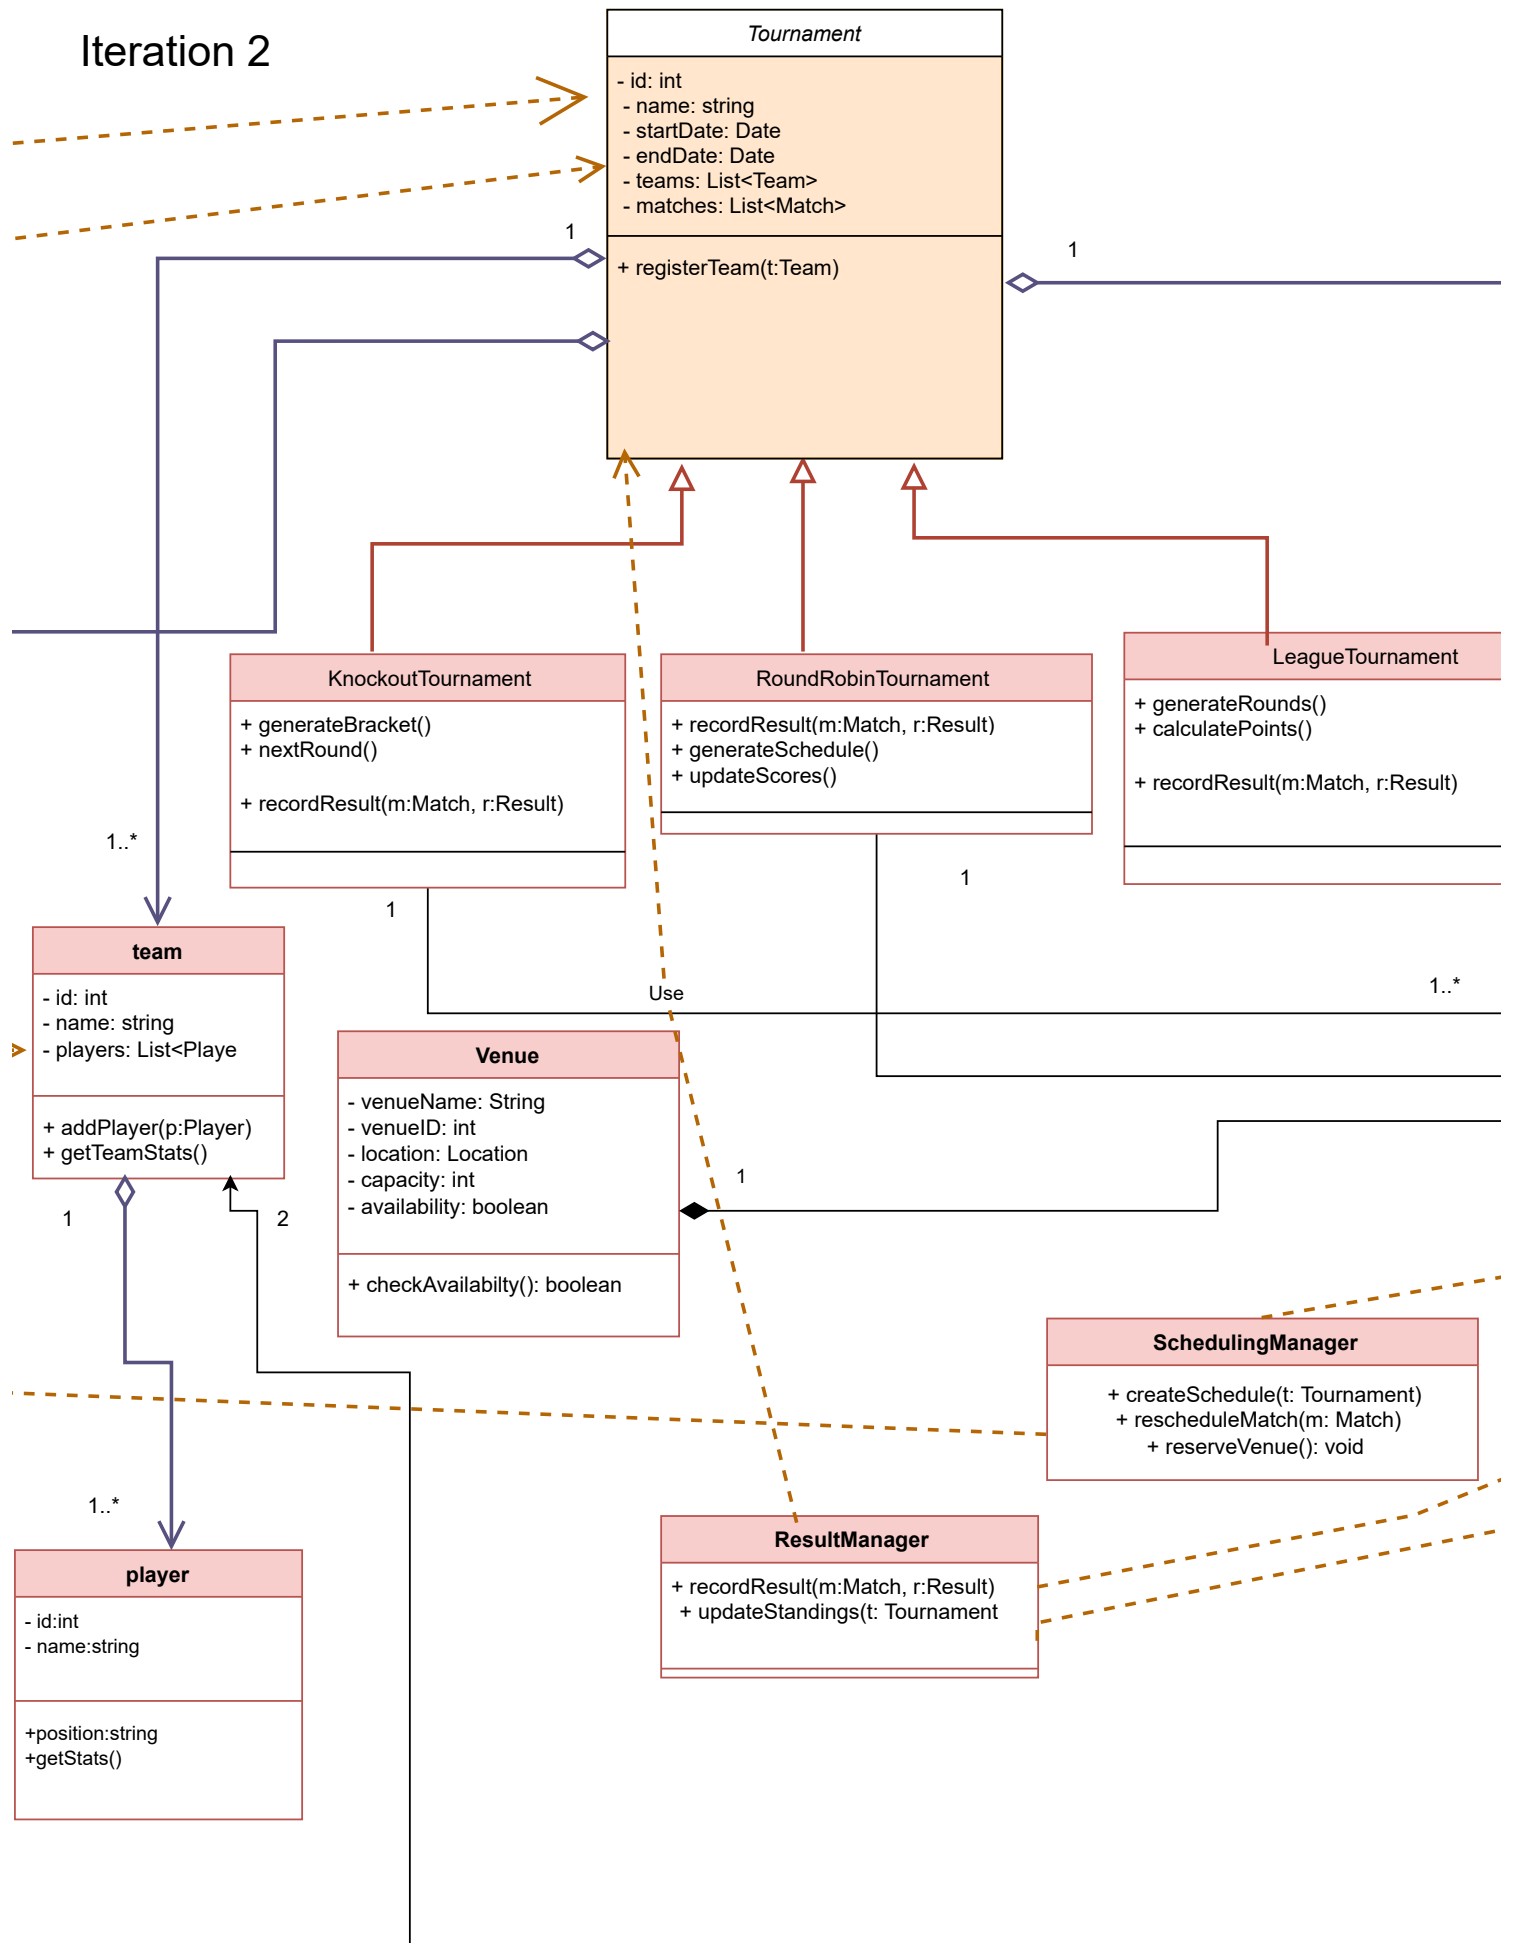 Iteration 2
Tournament
- id: int
- name: string
- startDate: Date
- endDate: Date
- teams: List<Team>
- matches: List<Match>
+ registerTeam(t:Team)
1
1
KnockoutTournament
+ generateBracket()
+ nextRound()
+ recordResult(m:Match, r:Result)
RoundRobinTournament
+ recordResult(m:Match, r:Result)
+ generateSchedule()
+ updateScores()
LeagueTournament
+ generateRounds()
+ calculatePoints()
+ recordResult(m:Match, r:Result)
1..*
1
1
1..*
Use
team
- id: int
- name: string
- players: List<Playe
+ addPlayer(p:Player)
+ getTeamStats()
1
2
Venue
- venueName: String
- venueID: int
- location: Location
- capacity: int
- availability: boolean
+ checkAvailabilty(): boolean
1
SchedulingManager
+ createSchedule(t: Tournament)
+ rescheduleMatch(m: Match)
+ reserveVenue(): void
1..*
player
- id:int
- name:string
+position:string
+getStats()
ResultManager
+ recordResult(m:Match, r:Result)
+ updateStandings(t: Tournament